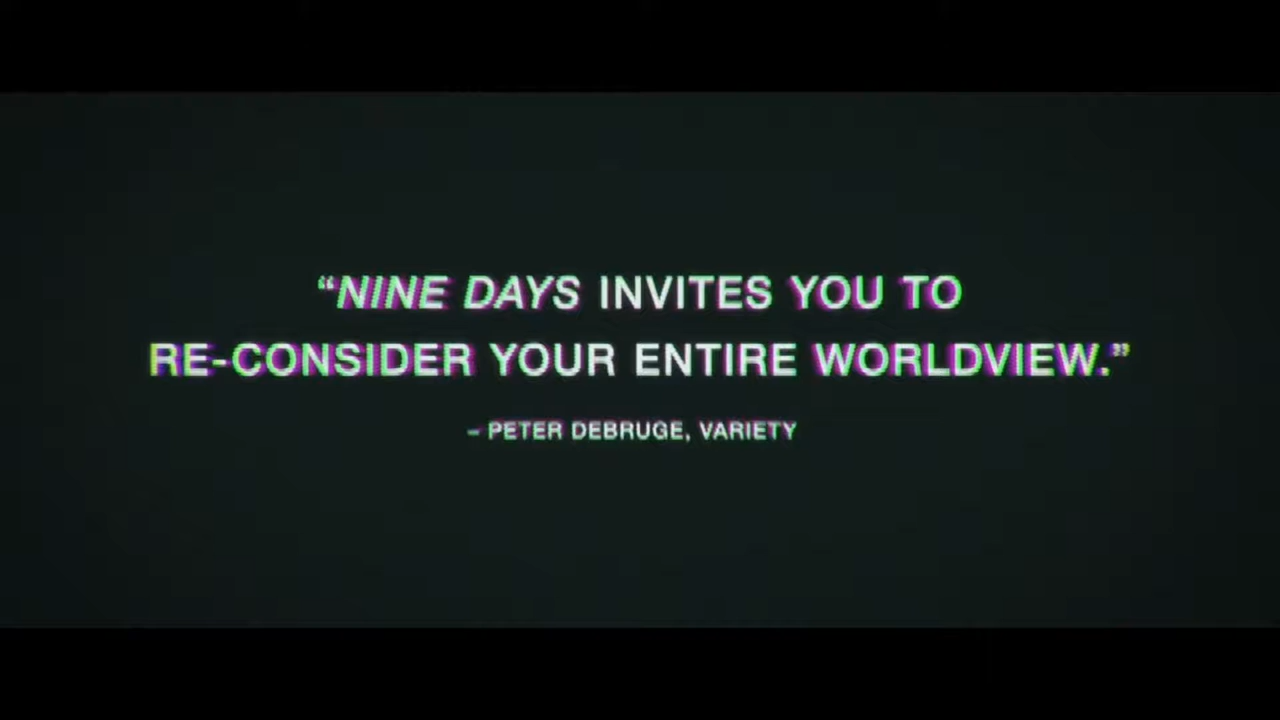 “NINE DAYS INVITES YOU TO
RE-CONSIDER YOUR ENTIRE WORLDVIEW.”
– PETER DEBRUGE, VARIETY